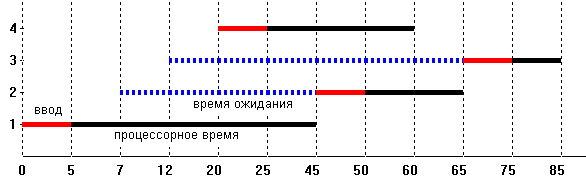 4
3
2
время ожидания
ввод
1
процессорное время
0 5 7 12 20 25 45 50 60 65 75 85